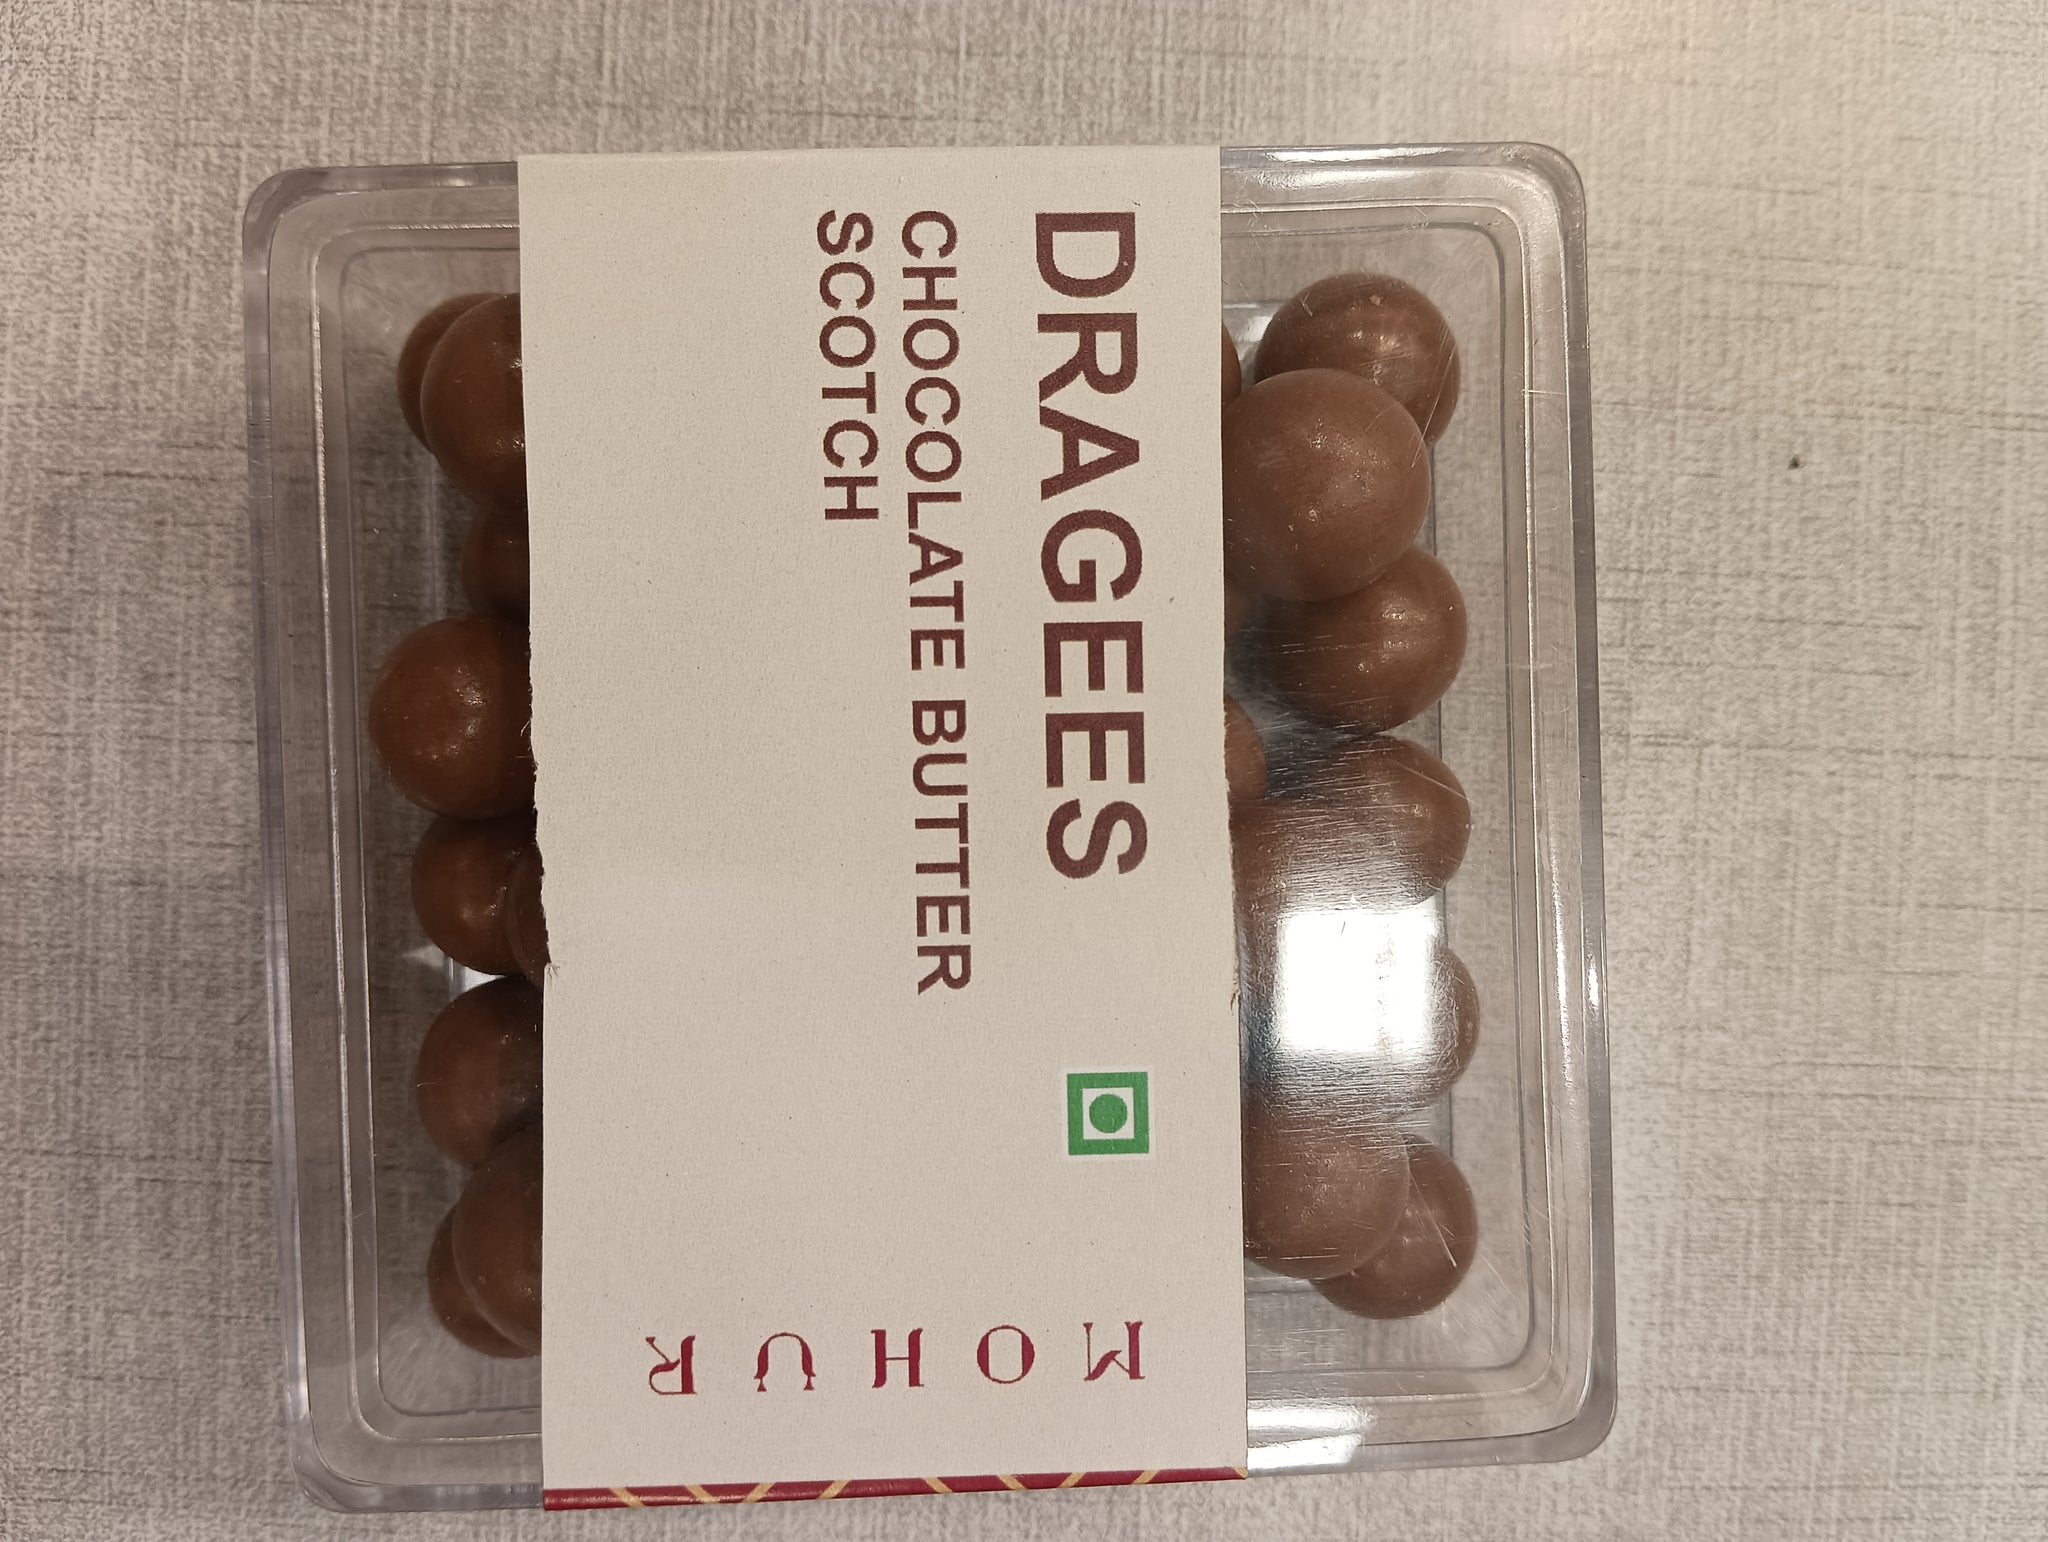 DRAGEES
CHOCOLATE BUTTER
SCOTCH
MOHUR